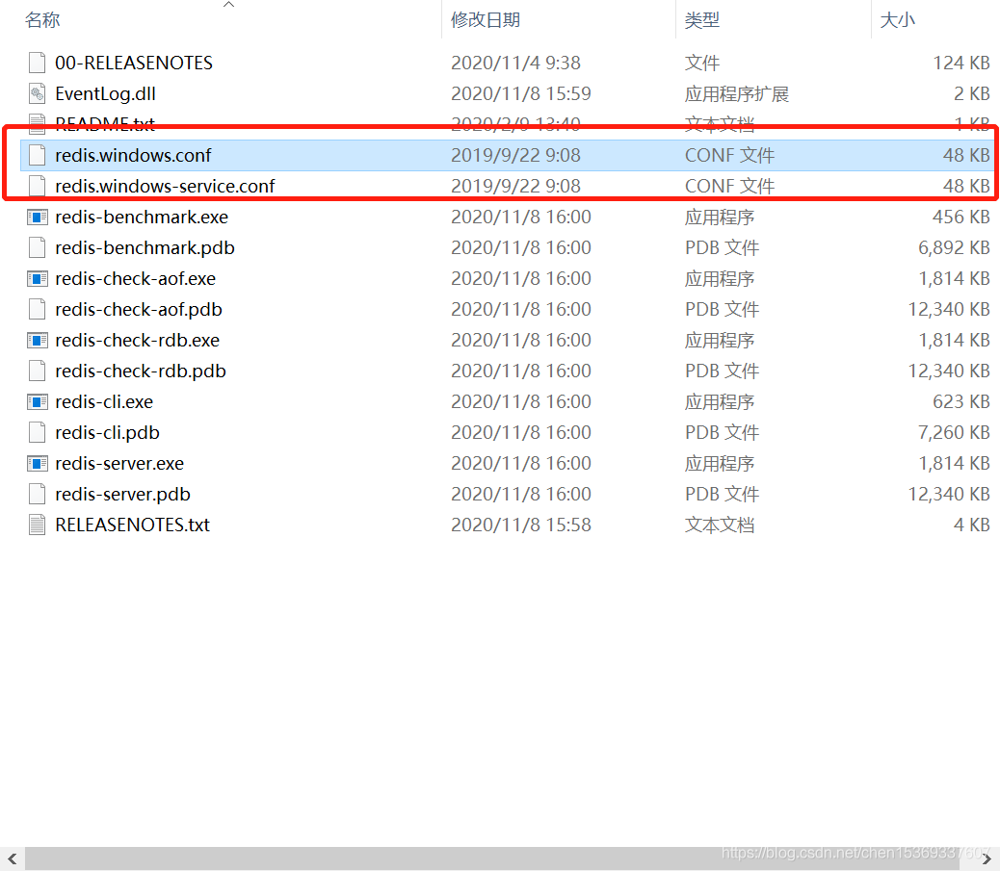 名称 修改日期 类型 大小
00-RELEASENOTES 2020/11/4 9:38 文件 124 KB
EventLog.dll 2020/11/8 15:59 应用程序扩展 2 KB
README.txt 2020/2/9 13:40 文本文档 1 KB
redis.windows.conf 2019/9/22 9:08 CONF 文件 48 KB
redis.windows-service.conf 2019/9/22 9:08 CONF 文件 48 KB
redis-benchmark.exe 2020/11/8 16:00 应用程序 456 KB
redis-benchmark.pdb 2020/11/8 16:00 PDB 文件 6,892 KB
redis-check-aof.exe 2020/11/8 16:00 应用程序 1,814 KB
redis-check-aof.pdb 2020/11/8 16:00 PDB 文件 12,340 KB
redis-check-rdb.exe 2020/11/8 16:00 应用程序 1,814 KB
redis-check-rdb.pdb 2020/11/8 16:00 PDB 文件 12,340 KB
redis-cli.exe 2020/11/8 16:00 应用程序 623 KB
redis-cli.pdb 2020/11/8 16:00 PDB 文件 7,260 KB
redis-server.exe 2020/11/8 16:00 应用程序 1,814 KB
redis-server.pdb 2020/11/8 16:00 PDB 文件 12,340 KB
RELEASENOTES.txt 2020/11/8 15:58 文本文档 4 KB